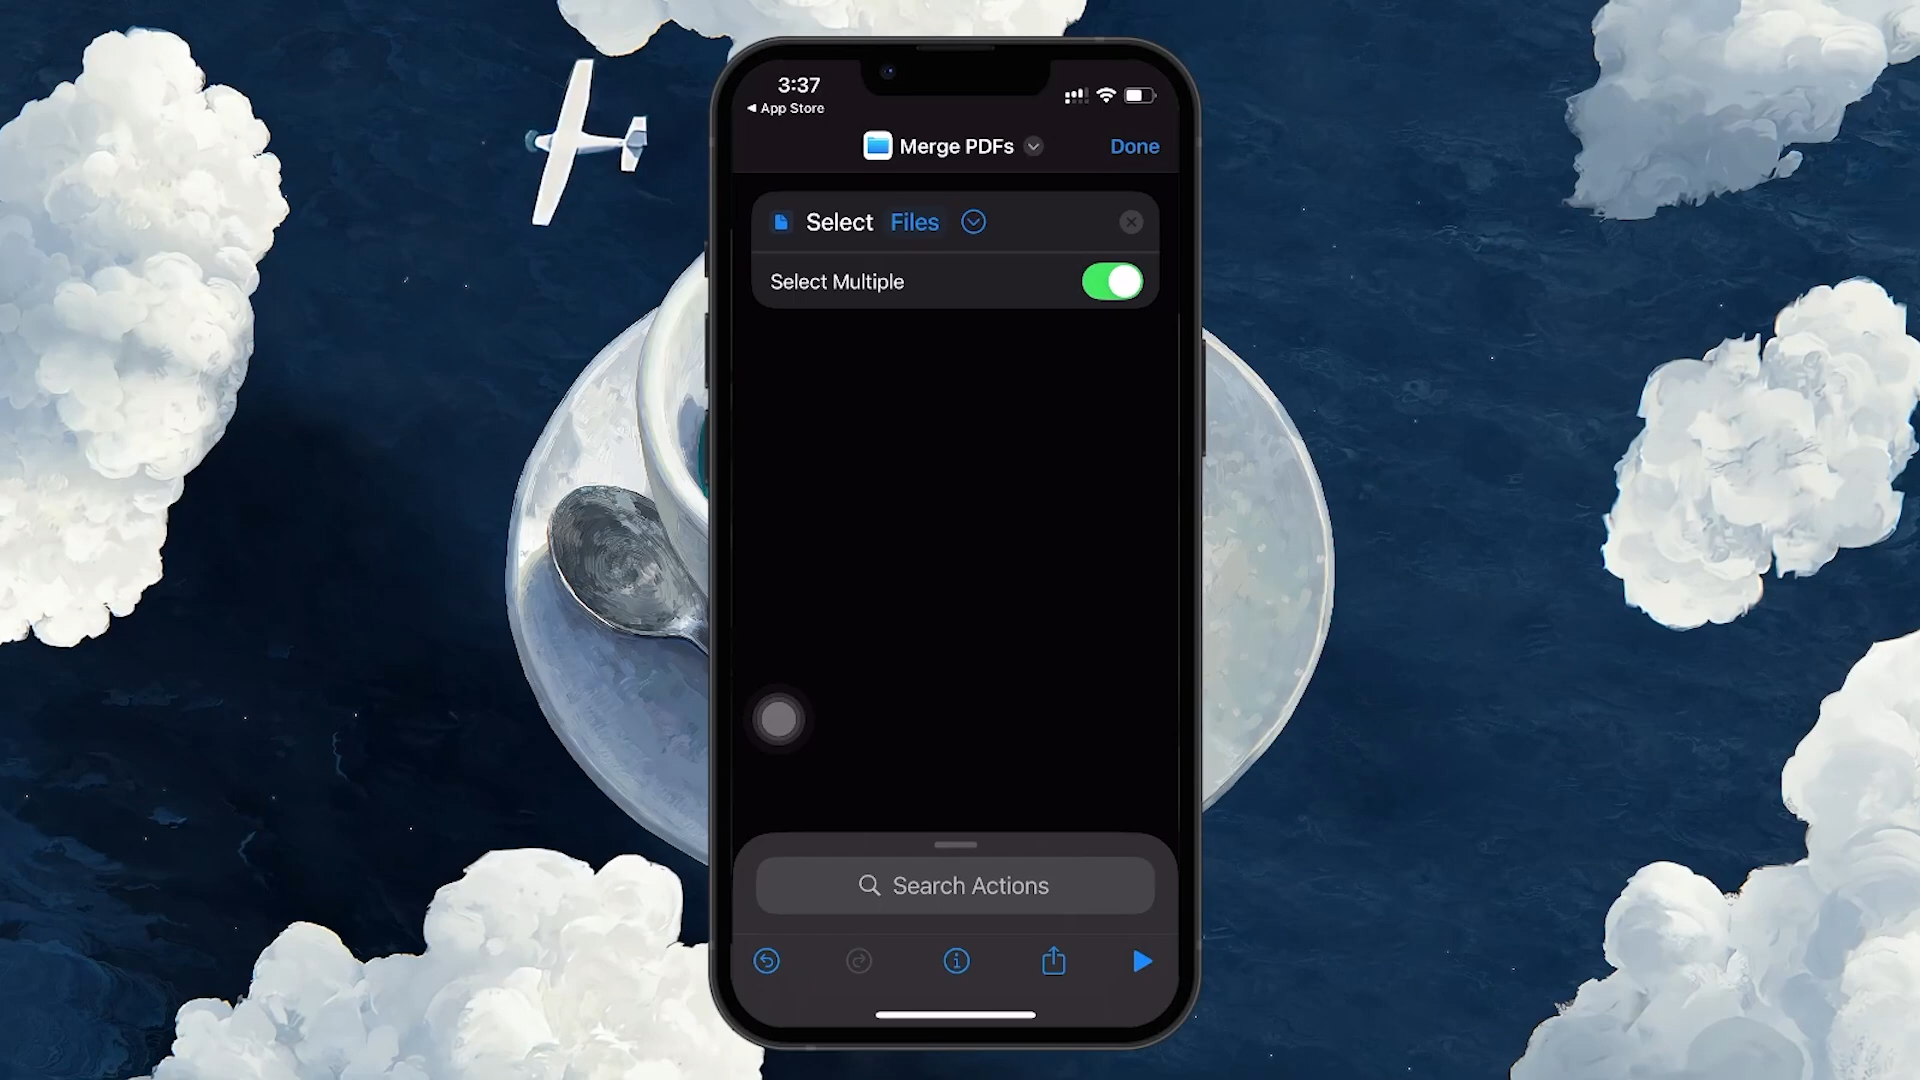 3:37
◀ App Store
Merge PDFs
Done
Select Files
Select Multiple
Search Actions